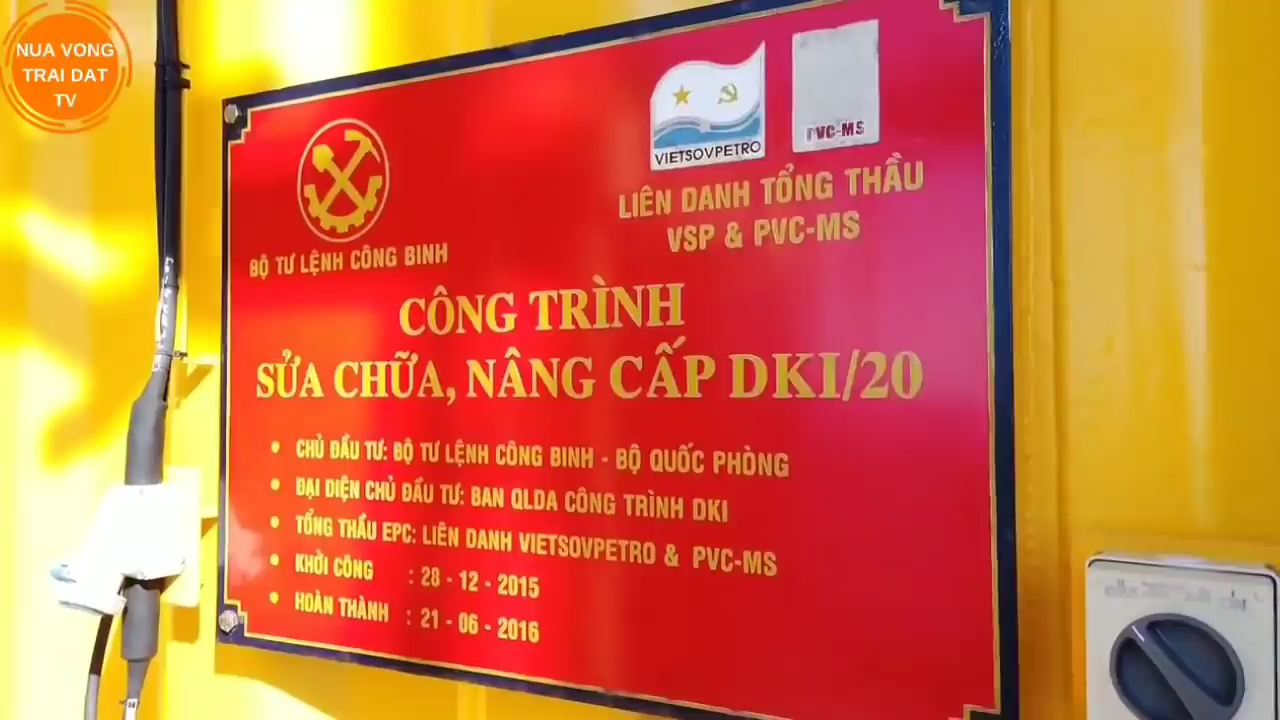 NUA VONG
TRAI DAT
TV
VIETSOVPETRO
PVC-MS
BỘ TƯ LỆNH CÔNG BINH
LIÊN DANH TỔNG THẦU
VSP & PVC-MS
CÔNG TRÌNH
SỬA CHỮA, NÂNG CẤP DKI/20
• CHỦ ĐẦU TƯ: BỘ TƯ LỆNH CÔNG BINH - BỘ QUỐC PHÒNG
• ĐẠI DIỆN CHỦ ĐẦU TƯ: BAN QLDA CÔNG TRÌNH DKI
• TỔNG THẦU EPC: LIÊN DANH VIETSOVPETRO & PVC-MS
• KHỞI CÔNG : 28 - 12 - 2015
• HOÀN THÀNH : 21 - 06 - 2016